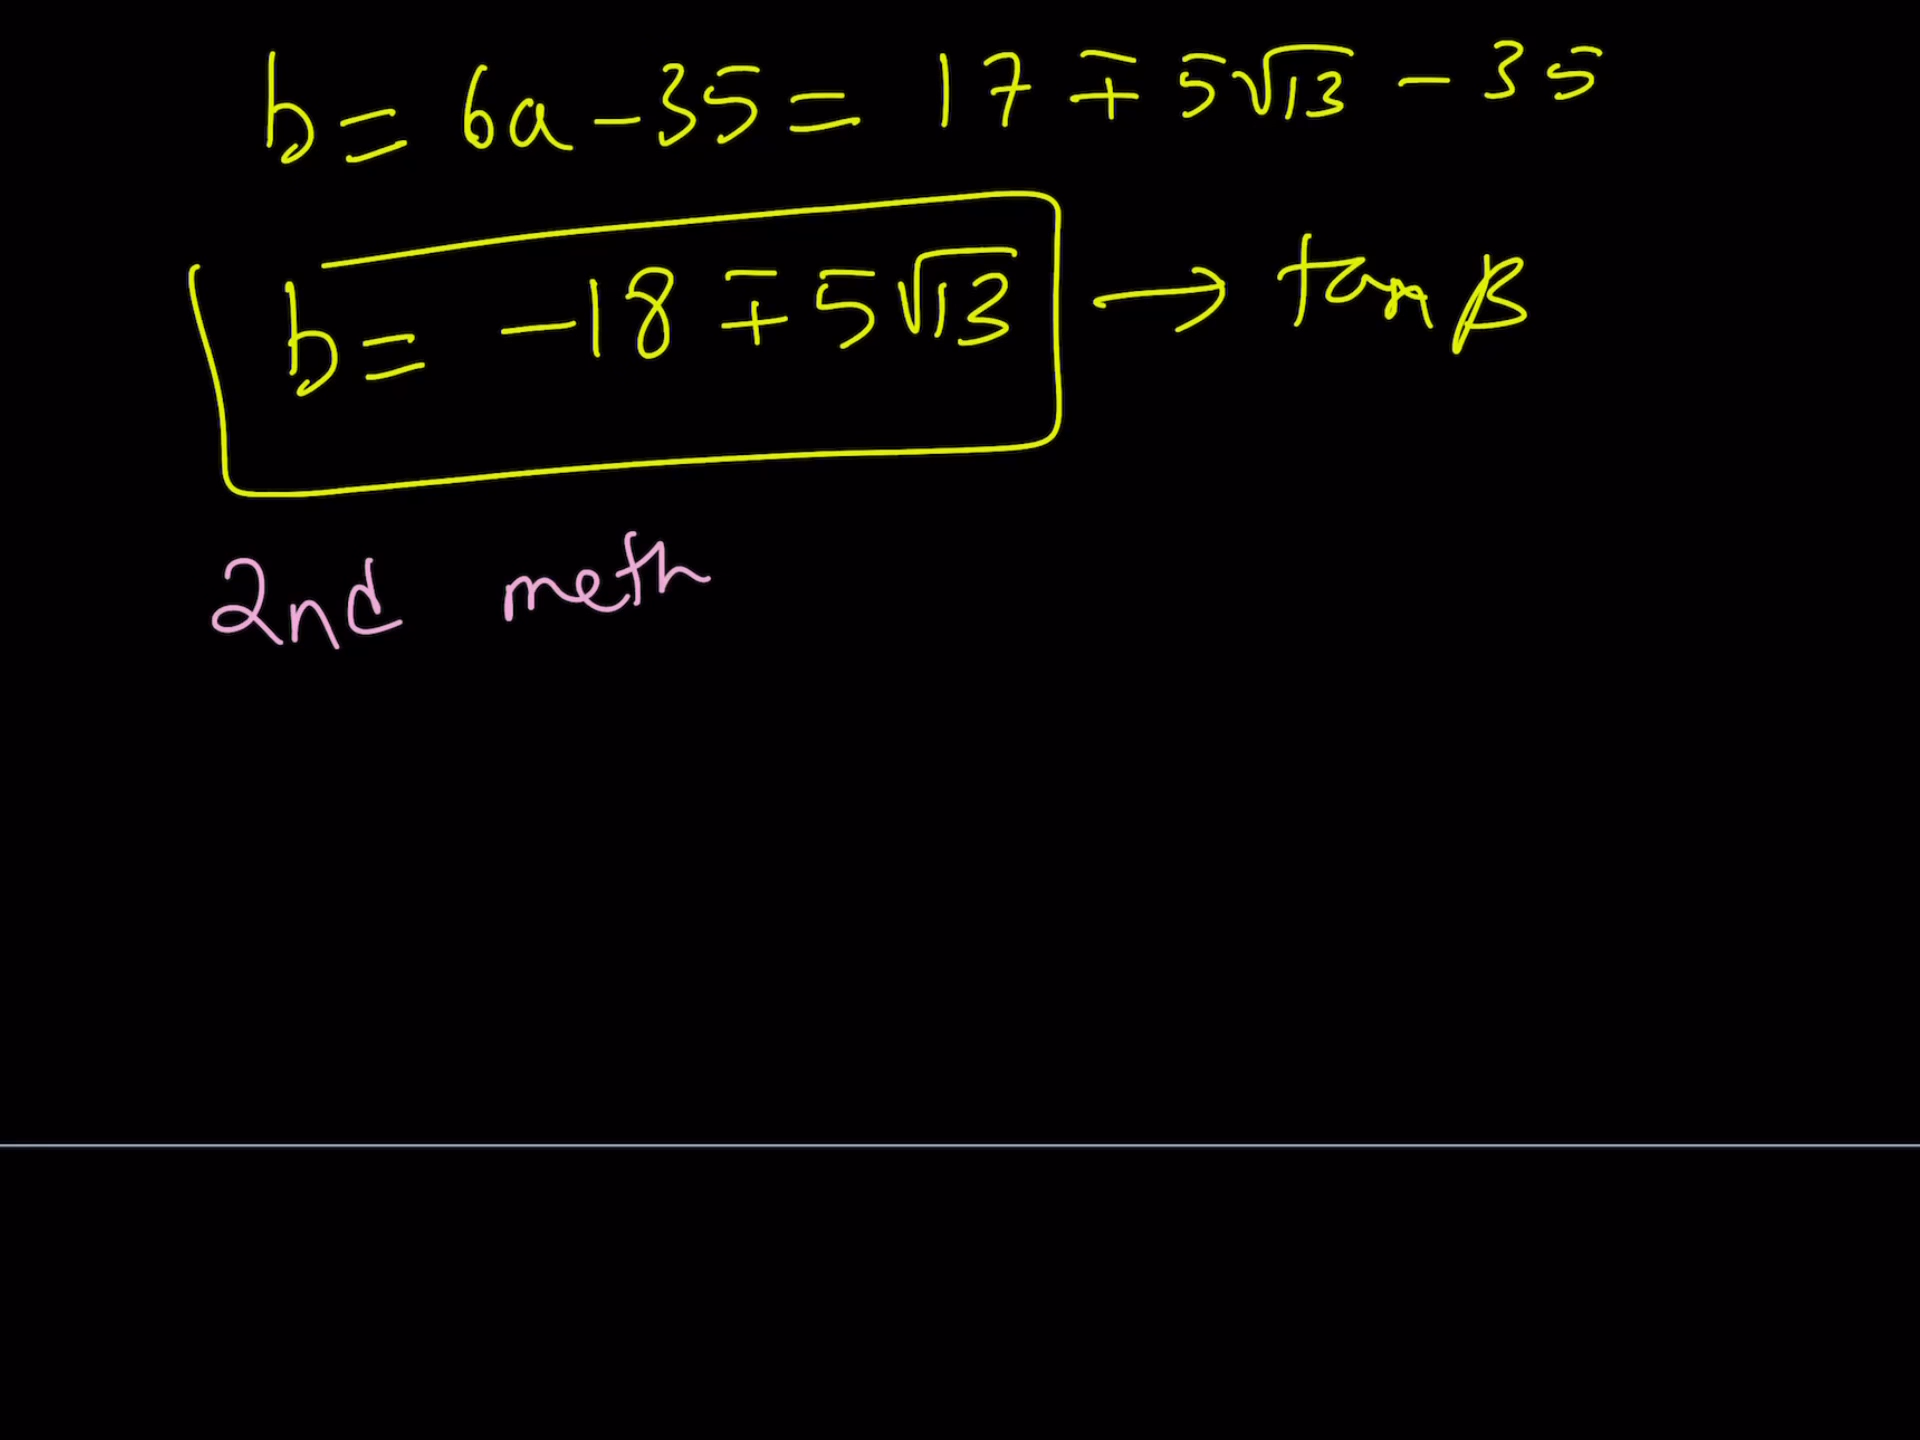 b = 6a - 35 = 17 ∓ 5√13 - 35
b = -18 ∓ 5√13 → tan β
2nd meth